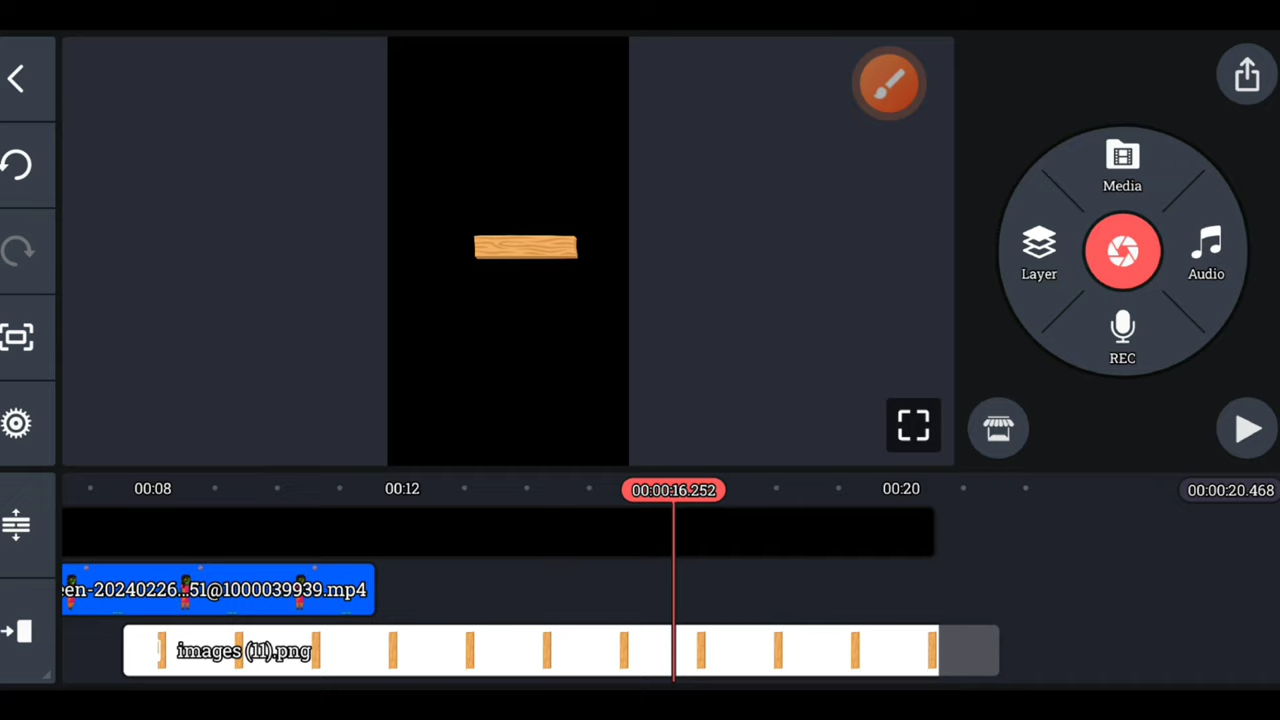 Media
Layer
Audio
REC
00:08
00:12
00:00:16.252
00:20
00:00:20.468
een-20240226...51@1000039939.mp4
images (11).png